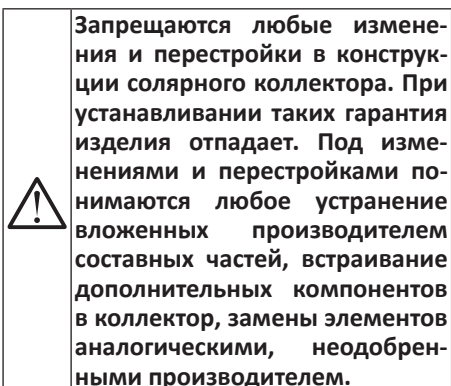 Запрещаются любые измене-
ния и перестройки в конструк-
ции солярного коллектора. При
устанавливании таких гарантия
изделия отпадает. Под изме-
нениями и перестройками по-
нимаются любое устранение
вложенных производителем
составных частей, встраивание
дополнительных компонентов
в коллектор, замены элементов
аналогическими, неодобрен-
ными производителем.